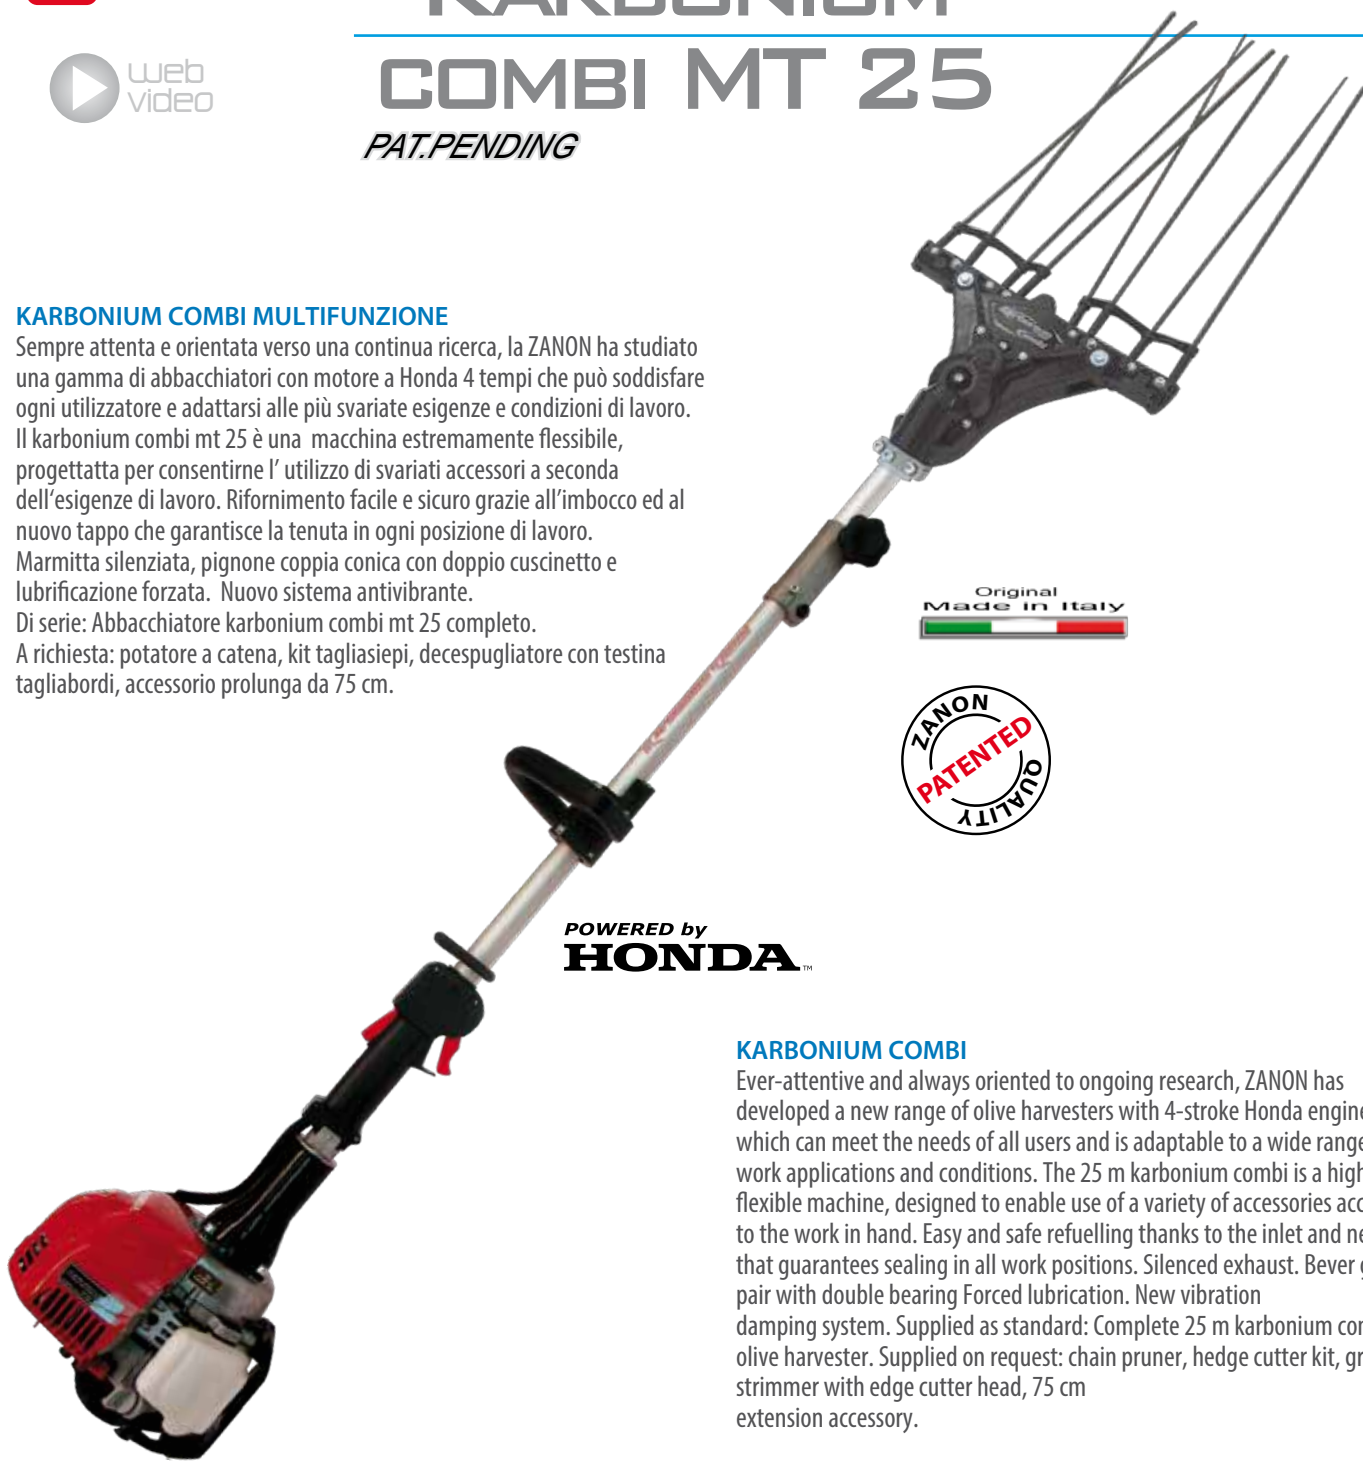 KARBONIUM
COMBI MT 25
web
video
PAT.PENDING
KARBONIUM COMBI MULTIFUNZIONE
Sempre attenta e orientata verso una continua ricerca, la ZANON ha studiato
una gamma di abbacchiatori con motore a Honda 4 tempi che può soddisfare
ogni utilizzatore e adattarsi alle più svariate esigenze e condizioni di lavoro.
Il karbonium combi mt 25 è una macchina estremamente flessibile,
progettatta per consentirne l' utilizzo di svariati accessori a seconda
dell'esigenze di lavoro. Rifornimento facile e sicuro grazie all'imbocco ed al
nuovo tappo che garantisce la tenuta in ogni posizione di lavoro.
Marmitta silenziata, pignone coppia conica con doppio cuscinetto e
lubrificazione forzata. Nuovo sistema antivibrante.
Di serie: Abbacchiatore karbonium combi mt 25 completo.
A richiesta: potatore a catena, kit tagliasiepi, decespugliatore con testina
tagliabordi, accessorio prolunga da 75 cm.
Original
Made in Italy
ZANON
PATENTED
QUALITY
POWERED by
HONDA TM
KARBONIUM COMBI
Ever-attentive and always oriented to ongoing research, ZANON has
developed a new range of olive harvesters with 4-stroke Honda engine
which can meet the needs of all users and is adaptable to a wide range
work applications and conditions. The 25 m karbonium combi is a high
flexible machine, designed to enable use of a variety of accessories acc
to the work in hand. Easy and safe refuelling thanks to the inlet and ne
that guarantees sealing in all work positions. Silenced exhaust. Bever g
pair with double bearing Forced lubrication. New vibration
damping system. Supplied as standard: Complete 25 m karbonium co
olive harvester. Supplied on request: chain pruner, hedge cutter kit, gr
strimmer with edge cutter head, 75 cm
extension accessory.